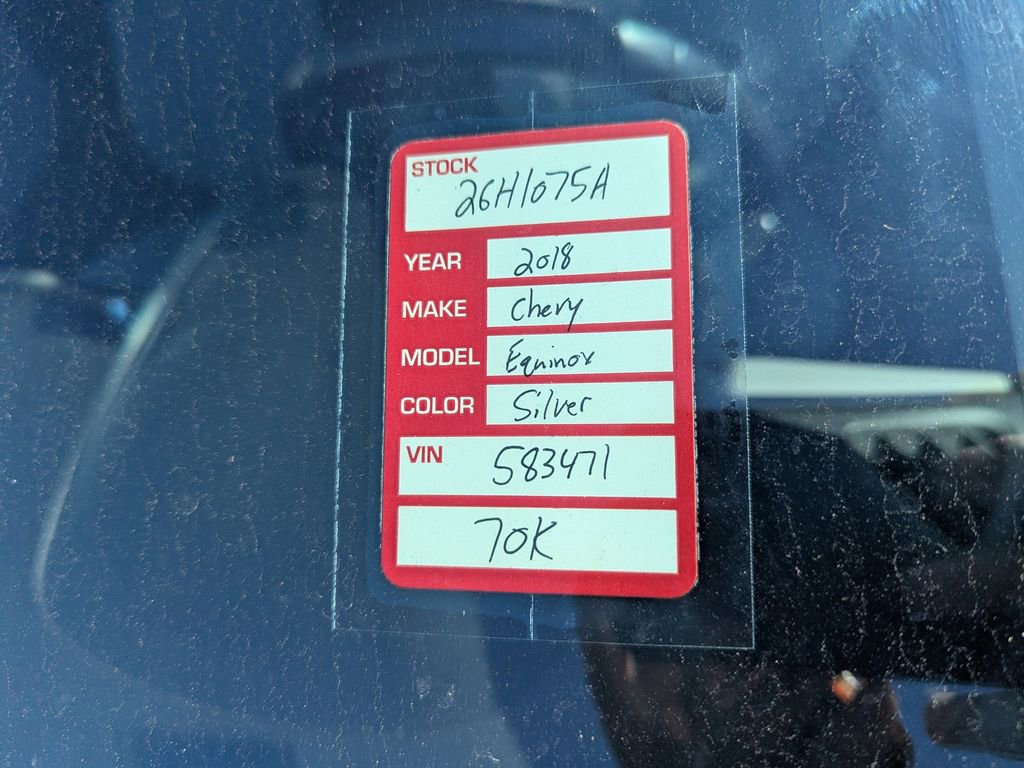 STOCK
26H1075A
YEAR 2018
MAKE Chevy
MODEL Equinox
COLOR Silver
VIN 583471
70K